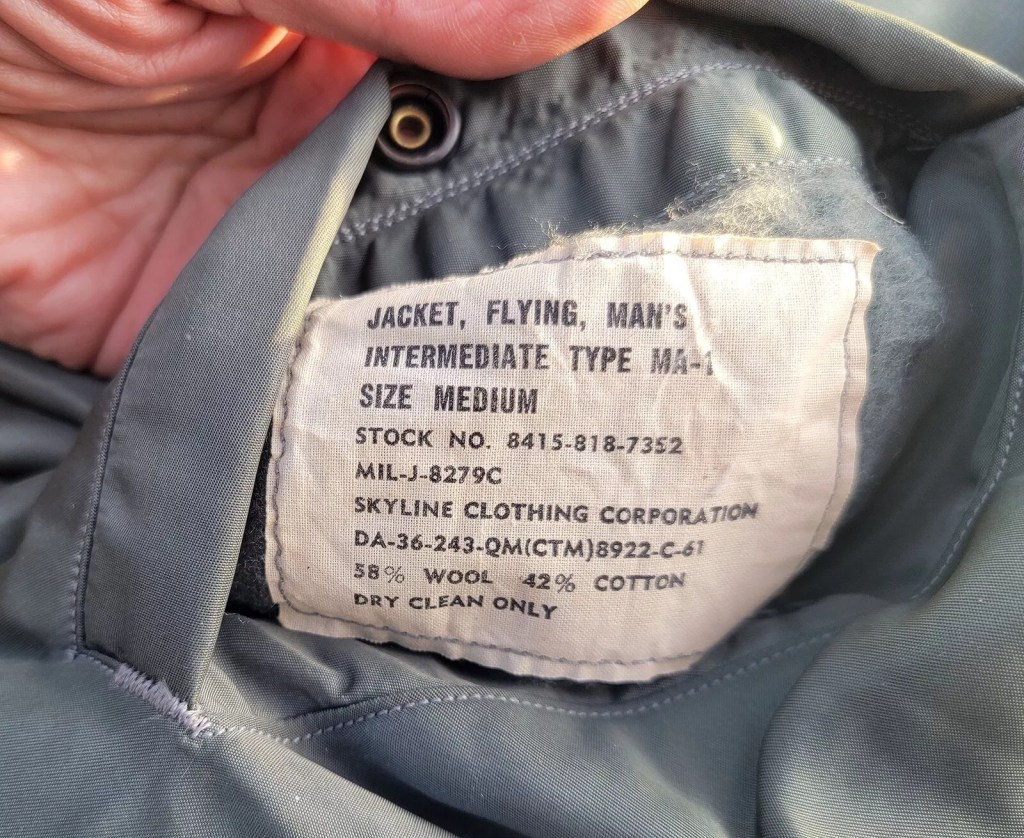 JACKET, FLYING, MAN'S
INTERMEDIATE TYPE MA-1
SIZE MEDIUM
STOCK NO. 8415-818-7352
MIL-J-8279C
SKYLINE CLOTHING CORPORATION
DA-36-243-QM(CTM)8922-C-61
58% WOOL 42% COTTON
DRY CLEAN ONLY